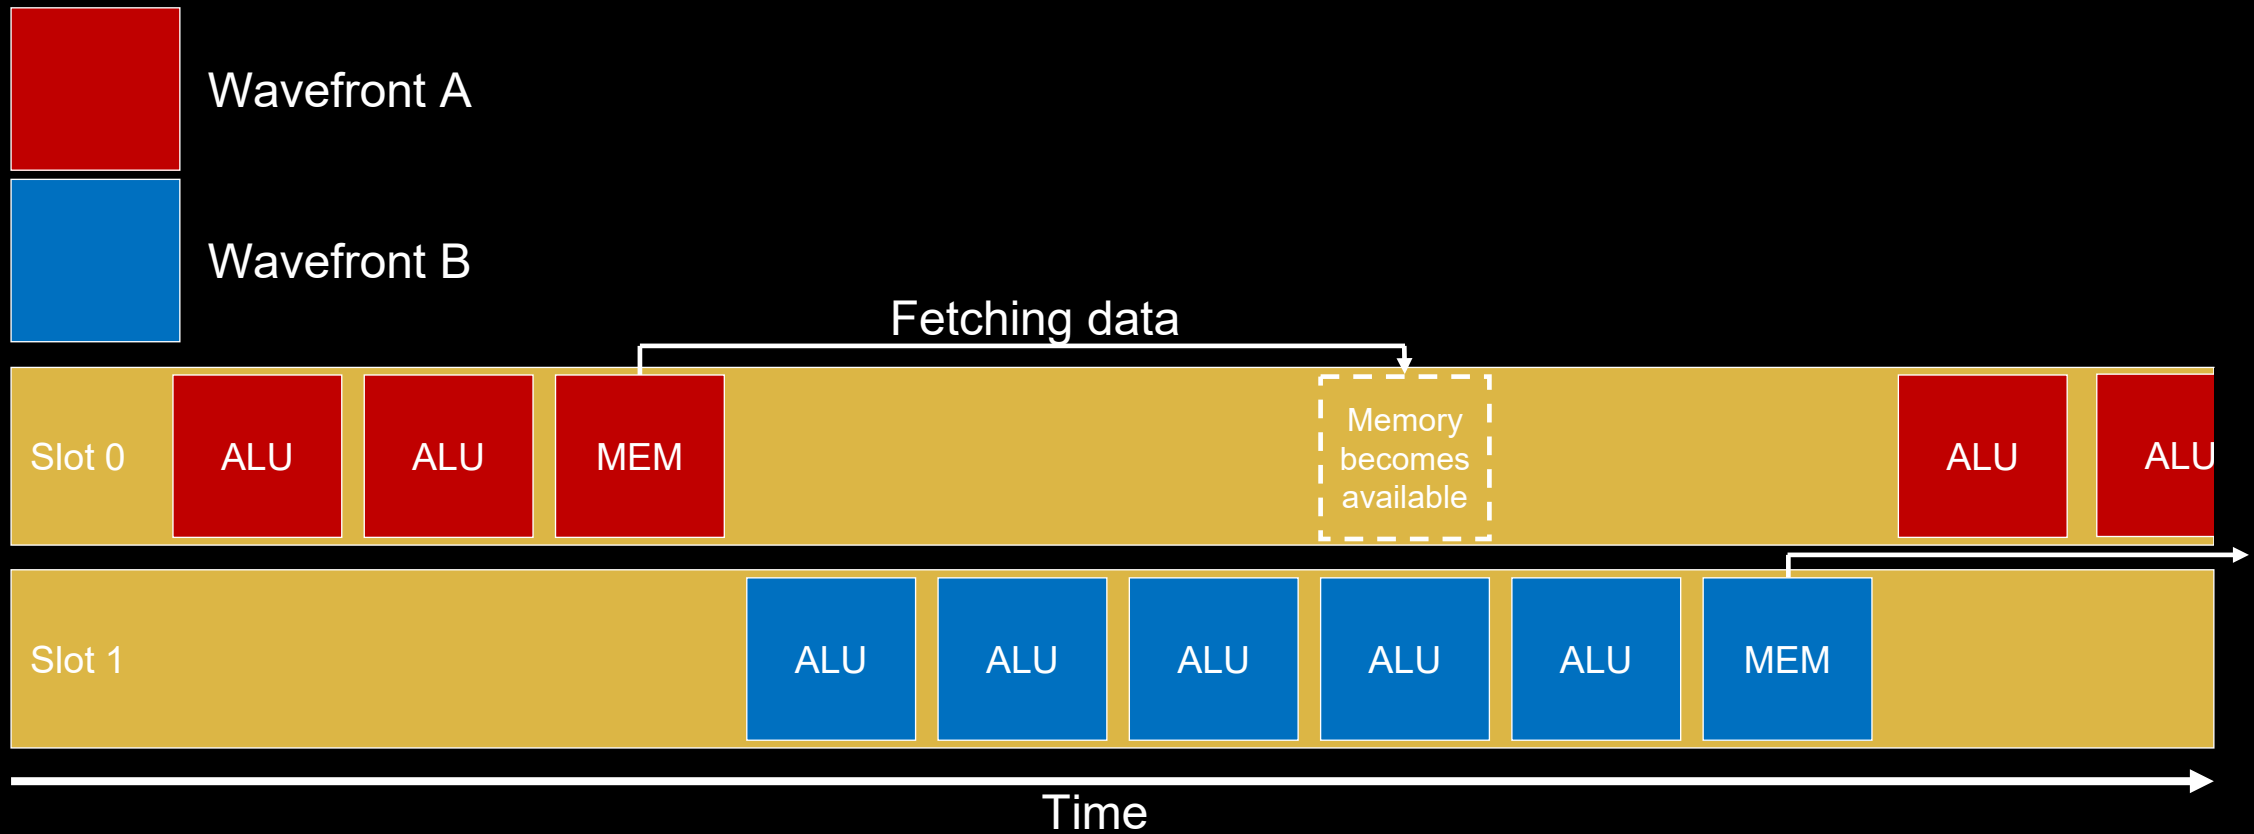 Wavefront A
Wavefront B
Fetching data
Slot 0
ALU
ALU
MEM
Memory
becomes
available
ALU
ALU
Slot 1
ALU
ALU
ALU
ALU
ALU
MEM
Time